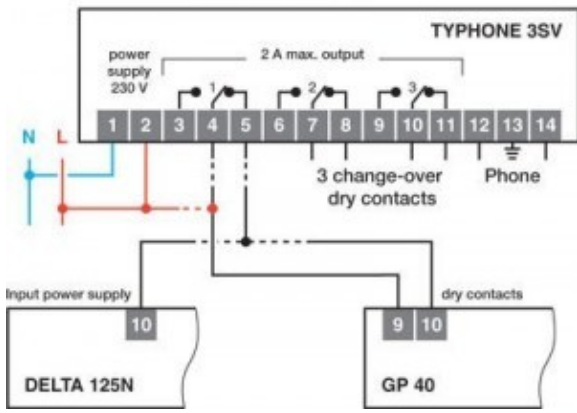 TYPHONE 3SV
power
supply
230 V
2 A max. output
1 2 3
1 2 3 4 5 6 7 8 9 10 11 12 13 14
N L
3 change-over
dry contacts
Phone
Input power supply
dry contacts
10
9 10
DELTA 125N
GP 40